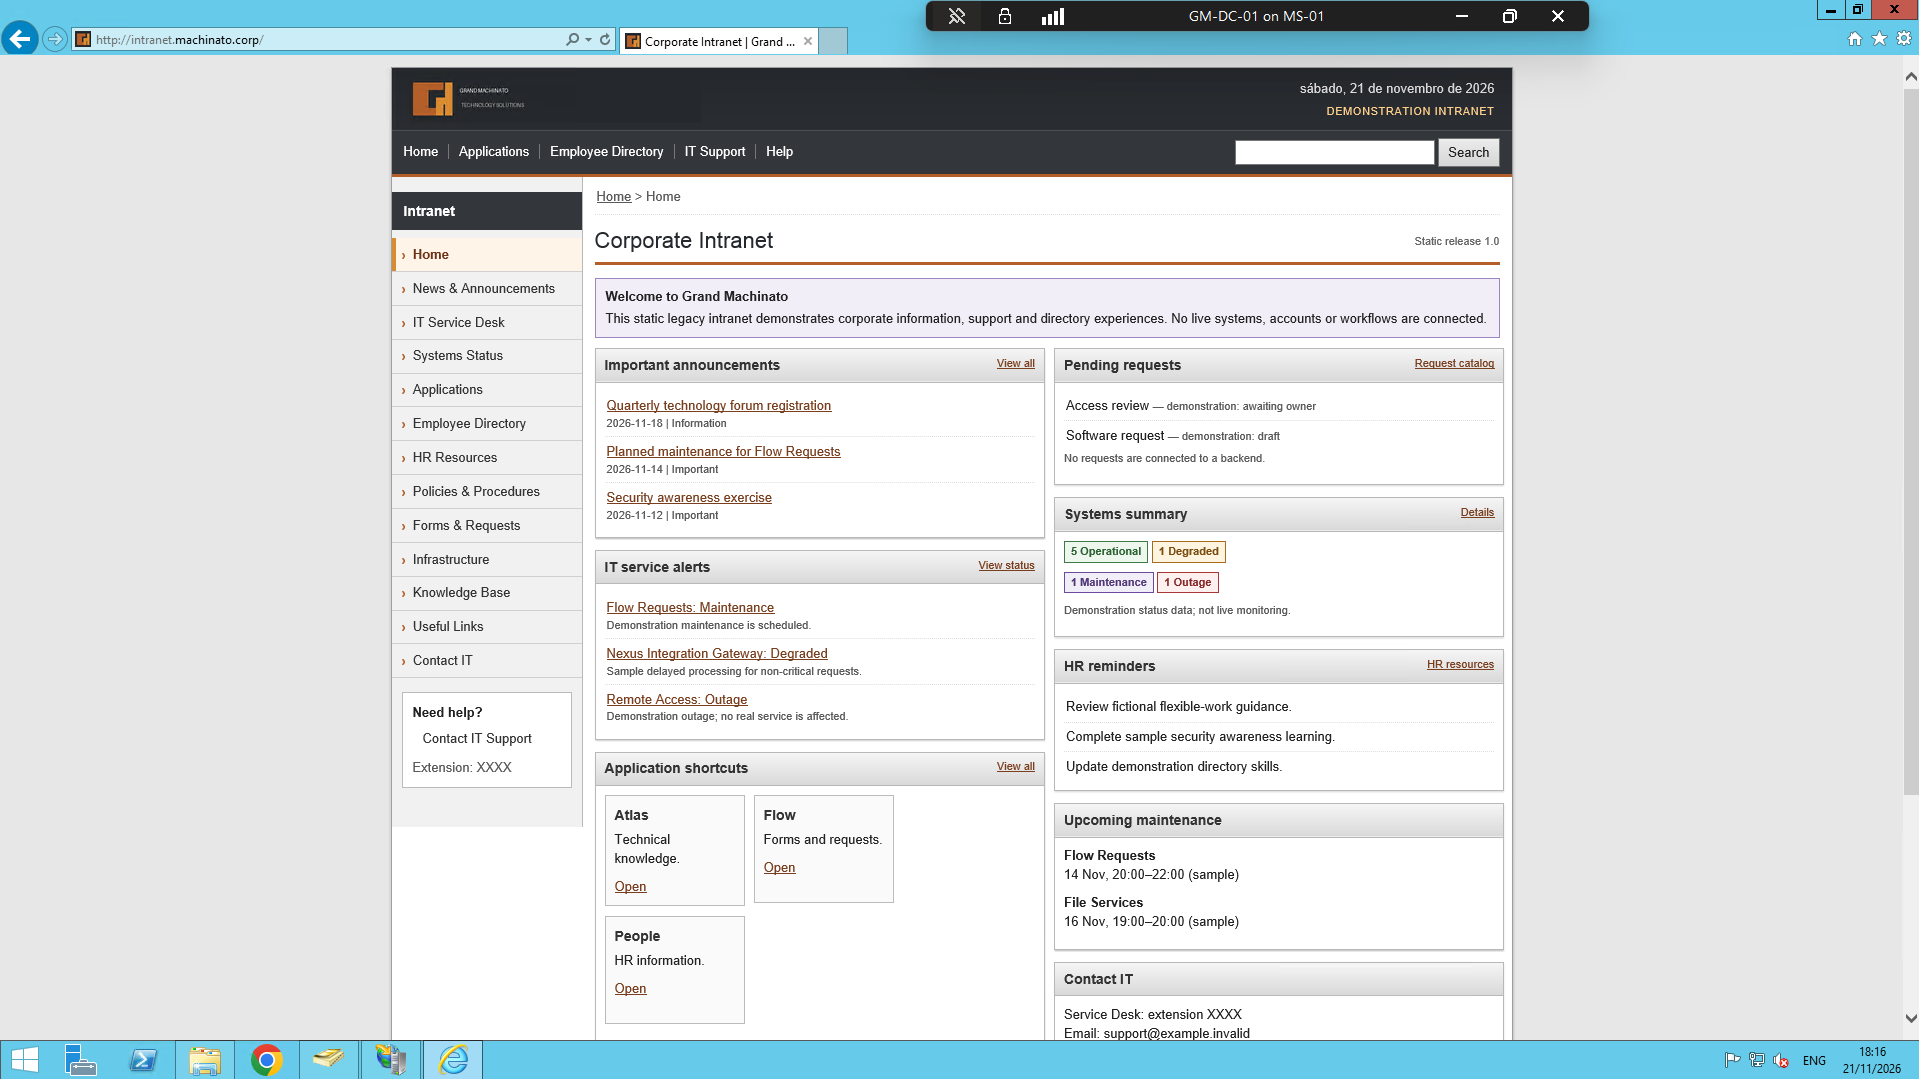 GM-DC-01 on MS-01
http://intranet.machinato.corp/
Corporate Intranet | Grand ...
GRAND MACHINATO
TECHNOLOGY SOLUTIONS
sábado, 21 de novembro de 2026
DEMONSTRATION INTRANET
Home
Applications
Employee Directory
IT Support
Help
Search
Intranet
› Home
› News & Announcements
› IT Service Desk
› Systems Status
› Applications
› Employee Directory
› HR Resources
› Policies & Procedures
› Forms & Requests
› Infrastructure
› Knowledge Base
› Useful Links
› Contact IT
Need help?
Contact IT Support
Extension: XXXX
Home > Home
Corporate Intranet
Static release 1.0
Welcome to Grand Machinato
This static legacy intranet demonstrates corporate information, support and directory experiences. No live systems, accounts or workflows are connected.
Important announcements
View all
Quarterly technology forum registration
2026-11-18 | Information
Planned maintenance for Flow Requests
2026-11-14 | Important
Security awareness exercise
2026-11-12 | Important
IT service alerts
View status
Flow Requests: Maintenance
Demonstration maintenance is scheduled.
Nexus Integration Gateway: Degraded
Sample delayed processing for non-critical requests.
Remote Access: Outage
Demonstration outage; no real service is affected.
Application shortcuts
View all
Atlas
Technical
knowledge.
Open
Flow
Forms and requests.
Open
People
HR information.
Open
Pending requests
Request catalog
Access review — demonstration: awaiting owner
Software request — demonstration: draft
No requests are connected to a backend.
Systems summary
Details
5 Operational
1 Degraded
1 Maintenance
1 Outage
Demonstration status data; not live monitoring.
HR reminders
HR resources
Review fictional flexible-work guidance.
Complete sample security awareness learning.
Update demonstration directory skills.
Upcoming maintenance
Flow Requests
14 Nov, 20:00–22:00 (sample)
File Services
16 Nov, 19:00–20:00 (sample)
Contact IT
Service Desk: extension XXXX
Email: support@example.invalid
ENG
18:16
21/11/2026